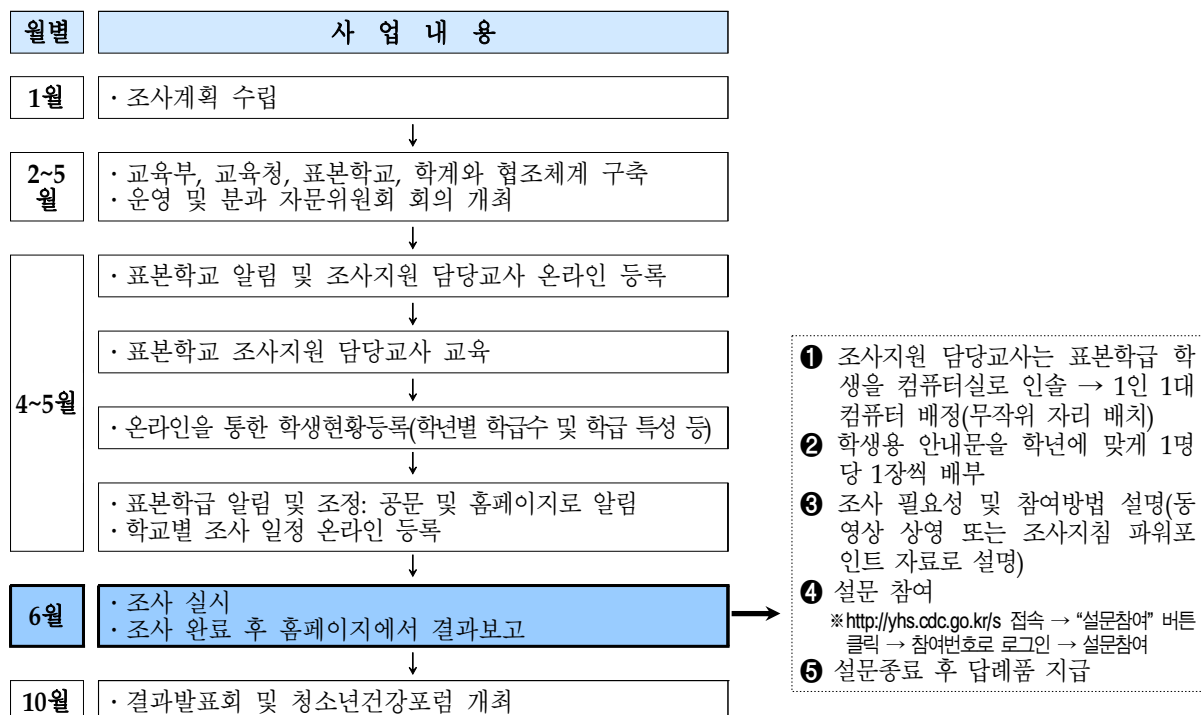 월별
사 업 내 용
1월
· 조사계획 수립
2~5
월
· 교육부, 교육청, 표본학교, 학계와 협조체계 구축
· 운영 및 분과 자문위원회 회의 개최
4~5월
· 표본학교 알림 및 조사지원 담당교사 온라인 등록
· 표본학교 조사지원 담당교사 교육
· 온라인을 통한 학생현황등록(학년별 학급수 및 학급 특성 등)
· 표본학급 알림 및 조정: 공문 및 홈페이지로 알림
· 학교별 조사 일정 온라인 등록
6월
· 조사 실시
· 조사 완료 후 홈페이지에서 결과보고
10월
· 결과발표회 및 청소년건강포럼 개최
❶ 조사지원 담당교사는 표본학급 학
생을 컴퓨터실로 인솔 → 1인 1대
컴퓨터 배정(무작위 자리 배치)
❷ 학생용 안내문을 학년에 맞게 1명
당 1장씩 배부
❸ 조사 필요성 및 참여방법 설명(동
영상 상영 또는 조사지침 파워포
인트 자료로 설명)
❹ 설문 참여
※http://yhs.cdc.go.kr/s 접속 → “설문참여” 버튼
클릭 → 참여번호로 로그인 → 설문참여
❺ 설문종료 후 답례품 지급